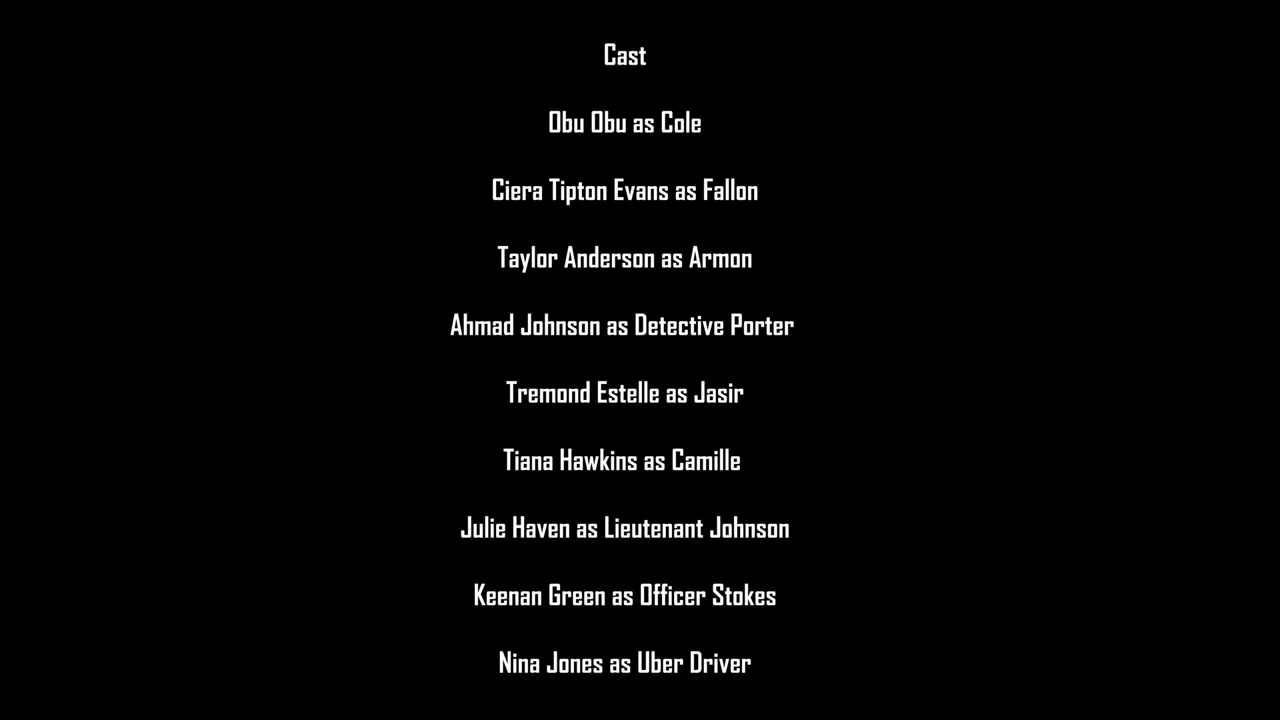 Cast
Obu Obu as Cole
Ciera Tipton Evans as Fallon
Taylor Anderson as Armon
Ahmad Johnson as Detective Porter
Tremond Estelle as Jasir
Tiana Hawkins as Camille
Julie Haven as Lieutenant Johnson
Keenan Green as Officer Stokes
Nina Jones as Uber Driver